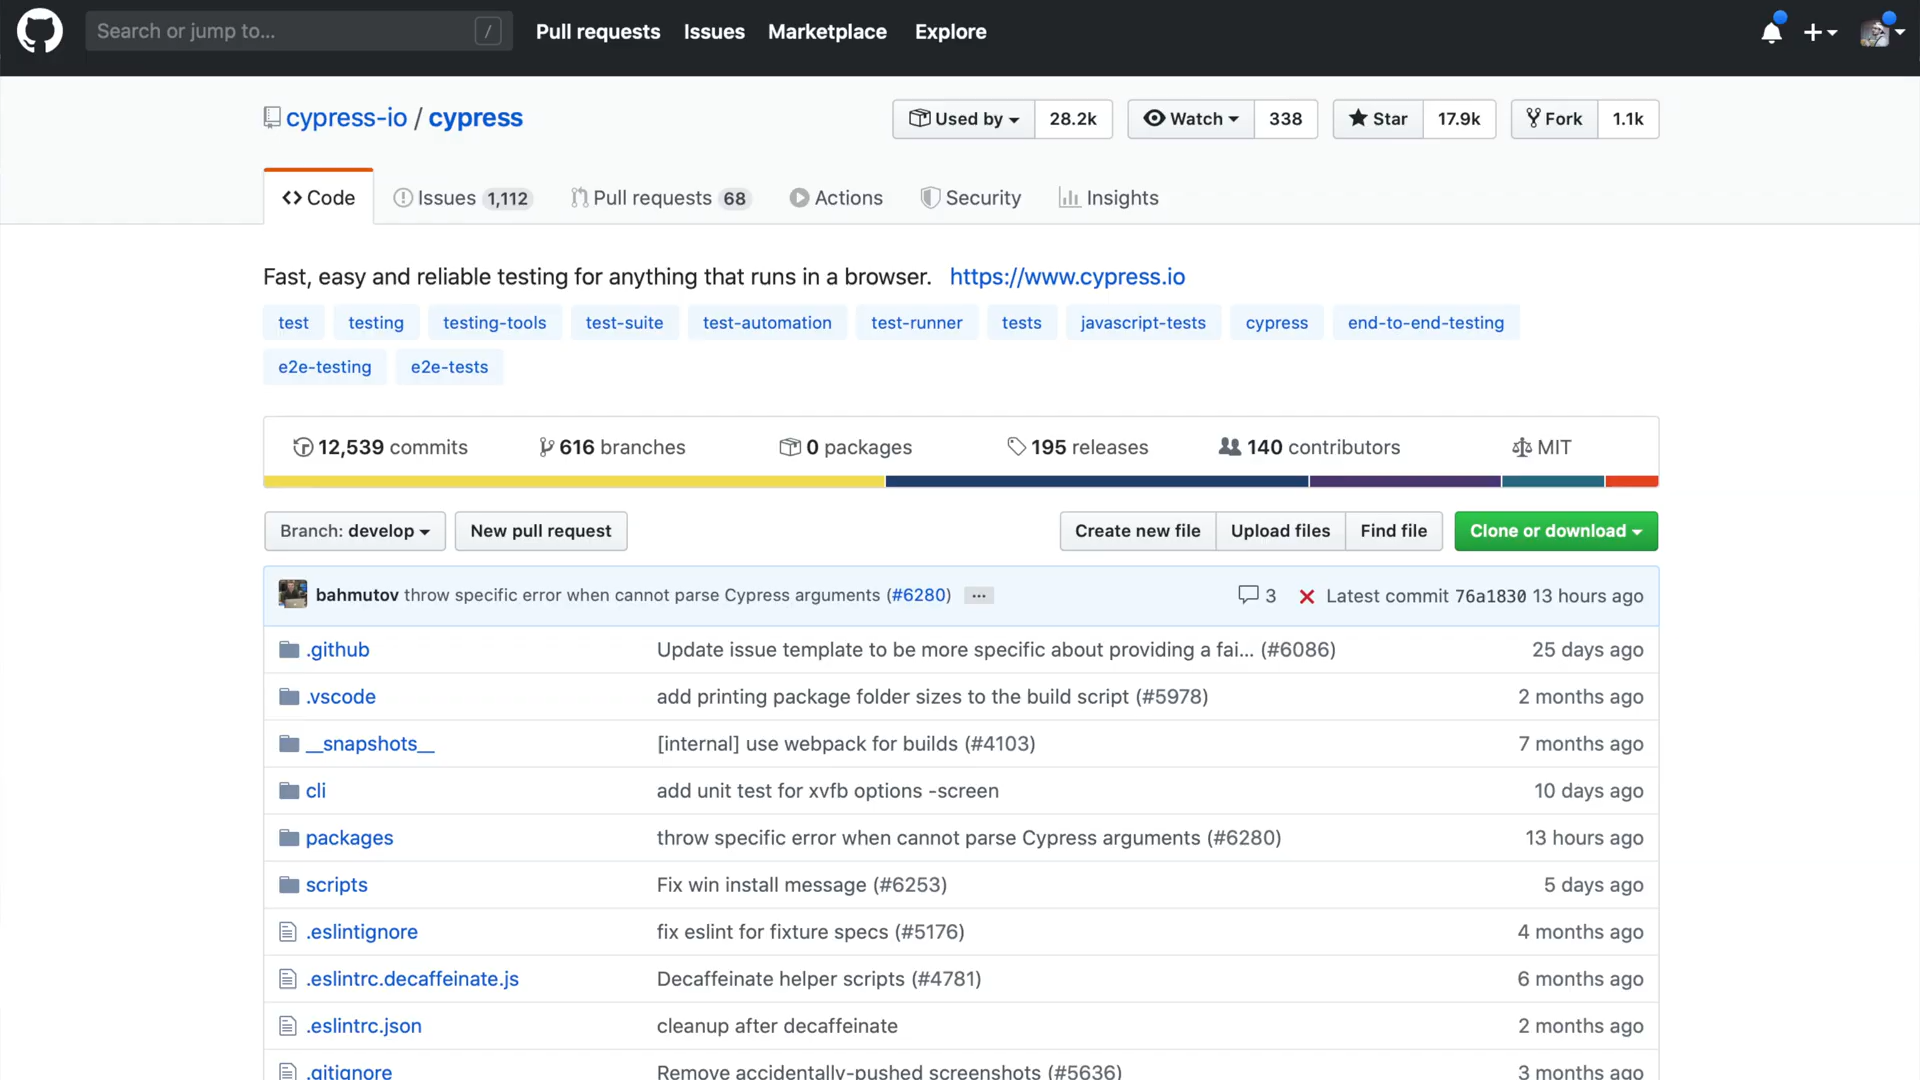 Search or jump to... /
Pull requests Issues Marketplace Explore
cypress-io / cypress
Used by 28.2k Watch 338 Star 17.9k Fork 1.1k
Code Issues 1,112 Pull requests 68 Actions Security Insights
Fast, easy and reliable testing for anything that runs in a browser. https://www.cypress.io
test testing testing-tools test-suite test-automation test-runner tests javascript-tests cypress end-to-end-testing
e2e-testing e2e-tests
12,539 commits 616 branches 0 packages 195 releases 140 contributors MIT
Branch: develop New pull request Create new file Upload files Find file Clone or download
bahmutov throw specific error when cannot parse Cypress arguments (#6280) ... 3 Latest commit 76a1830 13 hours ago
.github Update issue template to be more specific about providing a fai... (#6086) 25 days ago
.vscode add printing package folder sizes to the build script (#5978) 2 months ago
__snapshots__ [internal] use webpack for builds (#4103) 7 months ago
cli add unit test for xvfb options -screen 10 days ago
packages throw specific error when cannot parse Cypress arguments (#6280) 13 hours ago
scripts Fix win install message (#6253) 5 days ago
.eslintignore fix eslint for fixture specs (#5176) 4 months ago
.eslintrc.decaffeinate.js Decaffeinate helper scripts (#4781) 6 months ago
.eslintrc.json cleanup after decaffeinate 2 months ago
.gitignore Remove accidentally-pushed screenshots (#5636) 3 months ago